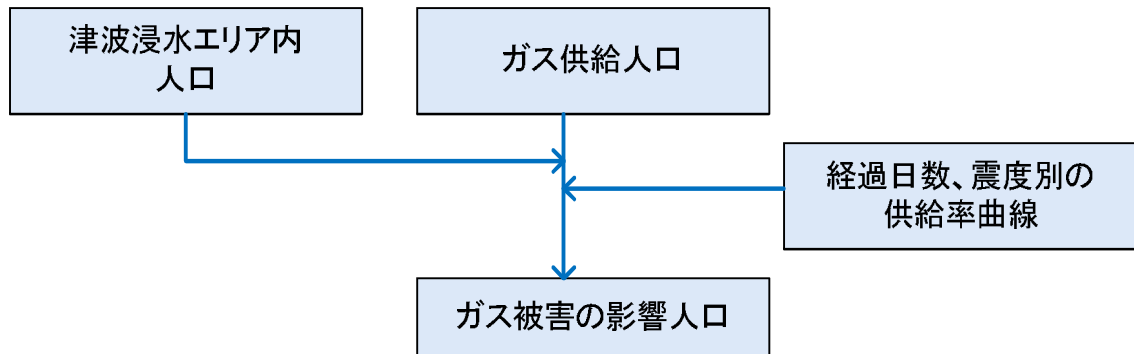 津波浸水エリア内
人口
ガス供給人口
経過日数、震度別の
供給率曲線
ガス被害の影響人口